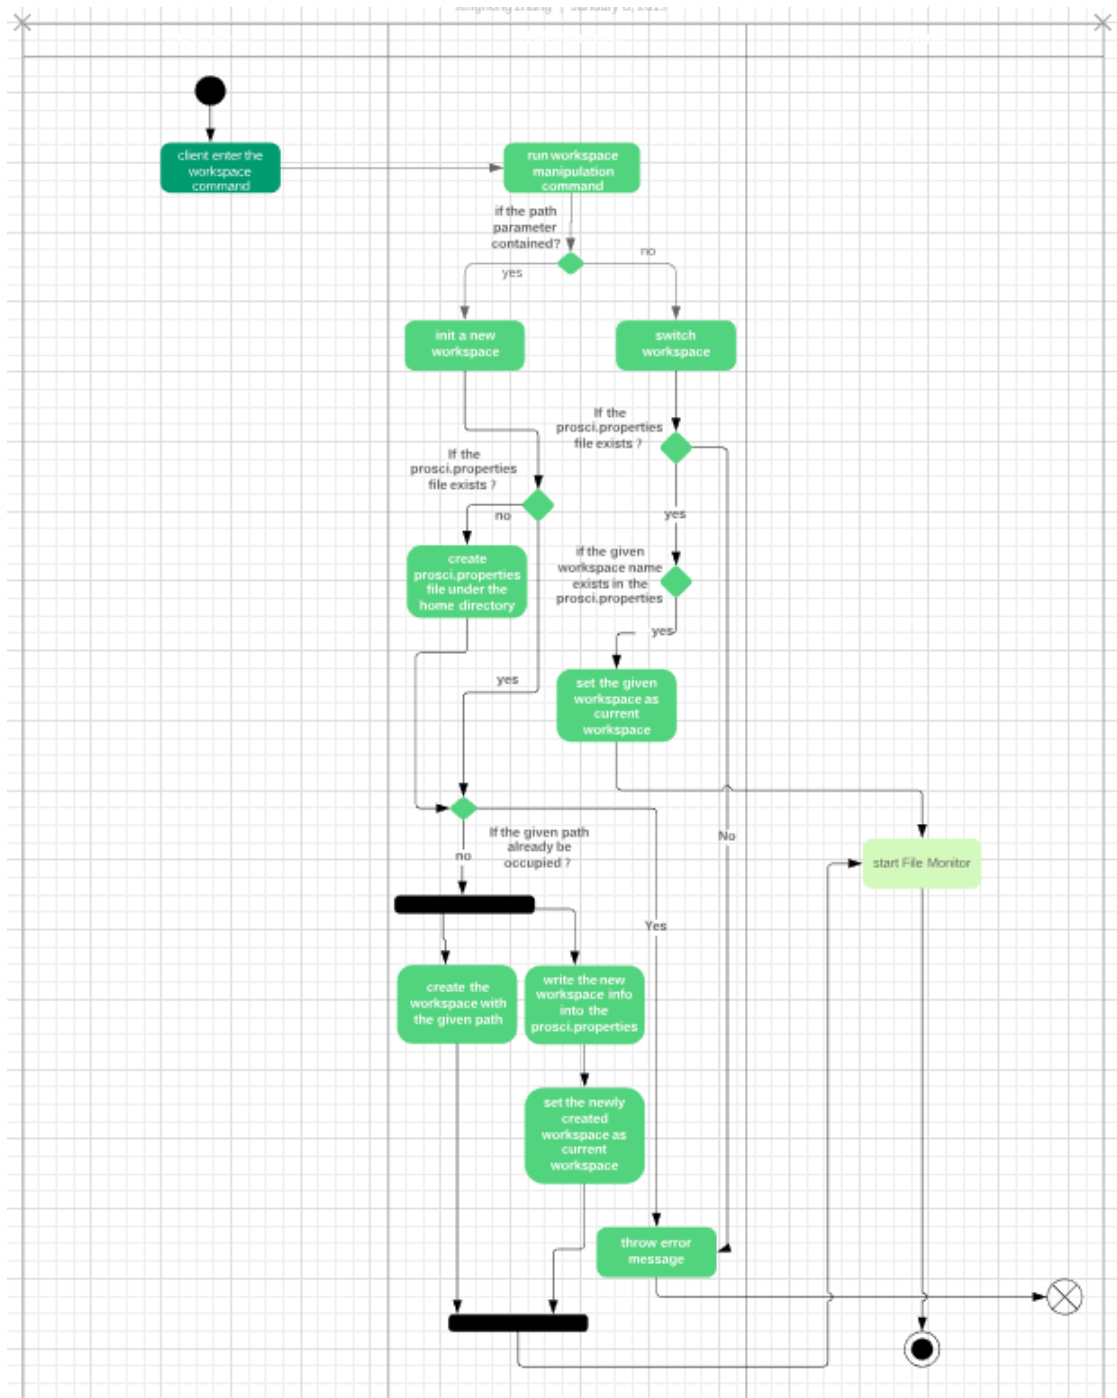 client enter the
workspace
command
run workspace
manipulation
command
if the path
parameter
contained?
no
yes
init a new
workspace
switch
workspace
If the
prosci.properties
file exists ?
If the
prosci.properties
file exists ?
no
yes
create
prosci.properties
file under the
home directory
if the given
workspace name
exists in the
prosci.properties
yes
yes
set the given
workspace as
current
workspace
If the given path
already be
occupied ?
no
No
start File Monitor
Yes
create the
workspace with
the given path
write the new
workspace info
into the
prosci.properties
set the newly
created
workspace as
current
workspace
throw error
message